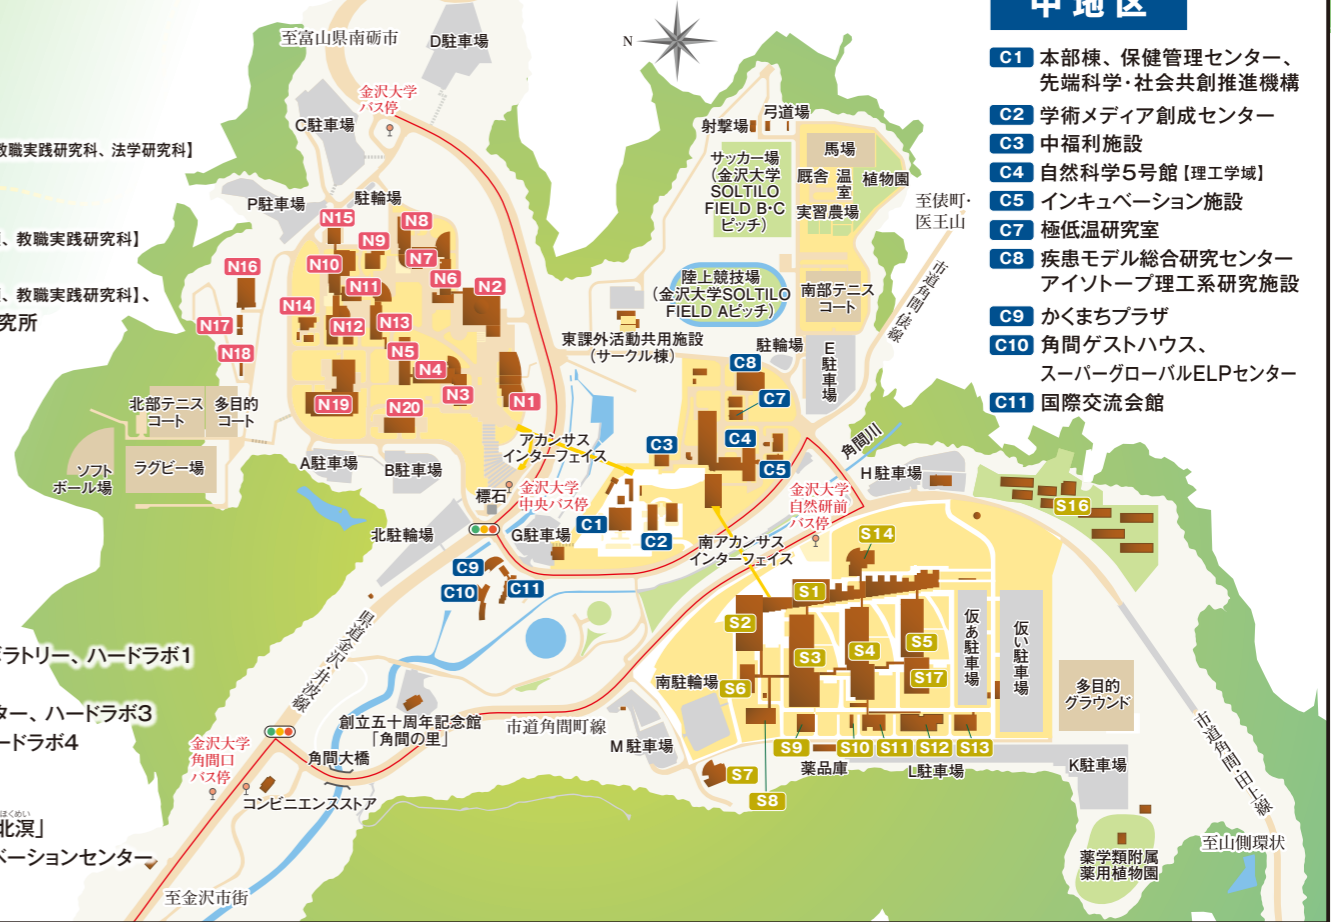 中地区
C1 本部棟、保健管理センター、
先端科学・社会共創推進機構
C2 学術メディア創成センター
C3 中福利施設
C4 自然科学5号館【理工学域】
C5 インキュベーション施設
C7 極低温研究室
C8 疾患モデル総合研究センター
アイソトープ理工系研究施設
C9 かくまちプラザ
C10 角間ゲストハウス、
スーパーグローバルELPセンター
C11 国際交流会館
教職実践研究科、法学研究科】
、教職実践研究科】
、教職実践研究科】、
究所
ボラトリー、ハードラボ1
ター、ハードラボ3
ードラボ4
ほくめい
北溟」
ベーションセンター
至富山県南砺市
D駐車場
N
金沢大学
バス停
C駐車場
P駐車場
駐輪場
N15
N8
N9
N7
N10
N6
N16
N11
N2
N14
N17
N12
N13
N18
N5
N4
N3
N19
N20
N1
北部テニス
コート
多目的
コート
ソフト
ボール場
ラグビー場
A駐車場
B駐車場
標石
北駐輪場
アカンサス
インターフェイス
金沢大学
中央バス停
G駐車場
弓道場
射撃場
サッカー場
(金沢大学
SOLTILO
FIELD B・C
ピッチ)
馬場
厩舎
温室
植物園
実習農場
至俵町・
医王山
市道角間・俵線
陸上競技場
(金沢大学SOLTILO
FIELD Aピッチ)
南部テニス
コート
東課外活動共用施設
(サークル棟)
駐輪場
E駐車場
C8
C7
C3
C4
C5
C1
C2
C9
C10
C11
角間川
H駐車場
金沢大学
自然研前
バス停
南アカンサス
インターフェイス
S16
S14
S1
S2
S3
S4
S5
S6
S17
S9
S10
S11
S12
S13
S7
S8
仮あ駐車場
仮い駐車場
多目的
グラウンド
南駐輪場
M駐車場
薬品庫
L駐車場
K駐車場
薬学類附属
薬用植物園
市道角間・田上線
至山側環状
県道金沢・井波線
創立五十周年記念館
「角間の里」
市道角間町線
金沢大学
角間口
バス停
角間大橋
コンビニエンスストア
至金沢市街